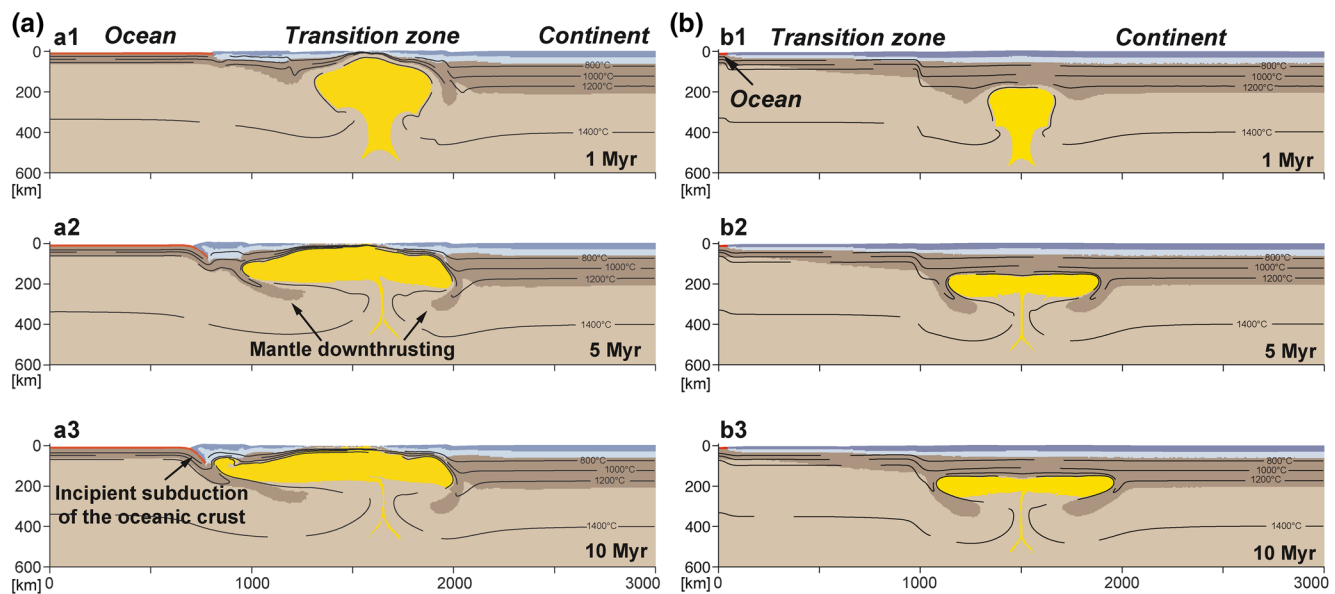 (a)
a1 Ocean Transition zone Continent
0
200
400
600
[km]
800°C
1000°C
1200°C
1400°C
1 Myr
a2
0
200
400
600
[km]
800°C
1000°C
1200°C
1400°C
Mantle downthrusting
5 Myr
a3
0
200
400
600
[km]
800°C
1000°C
1200°C
1400°C
Incipient subduction
of the oceanic crust
10 Myr
0 1000 2000 3000
(b)
b1 Transition zone Continent
0
200
400
600
[km]
Ocean
800°C
1000°C
1200°C
1400°C
1 Myr
b2
0
200
400
600
[km]
800°C
1000°C
1200°C
1400°C
5 Myr
b3
0
200
400
600
[km]
800°C
1000°C
1200°C
1400°C
10 Myr
0 1000 2000 3000